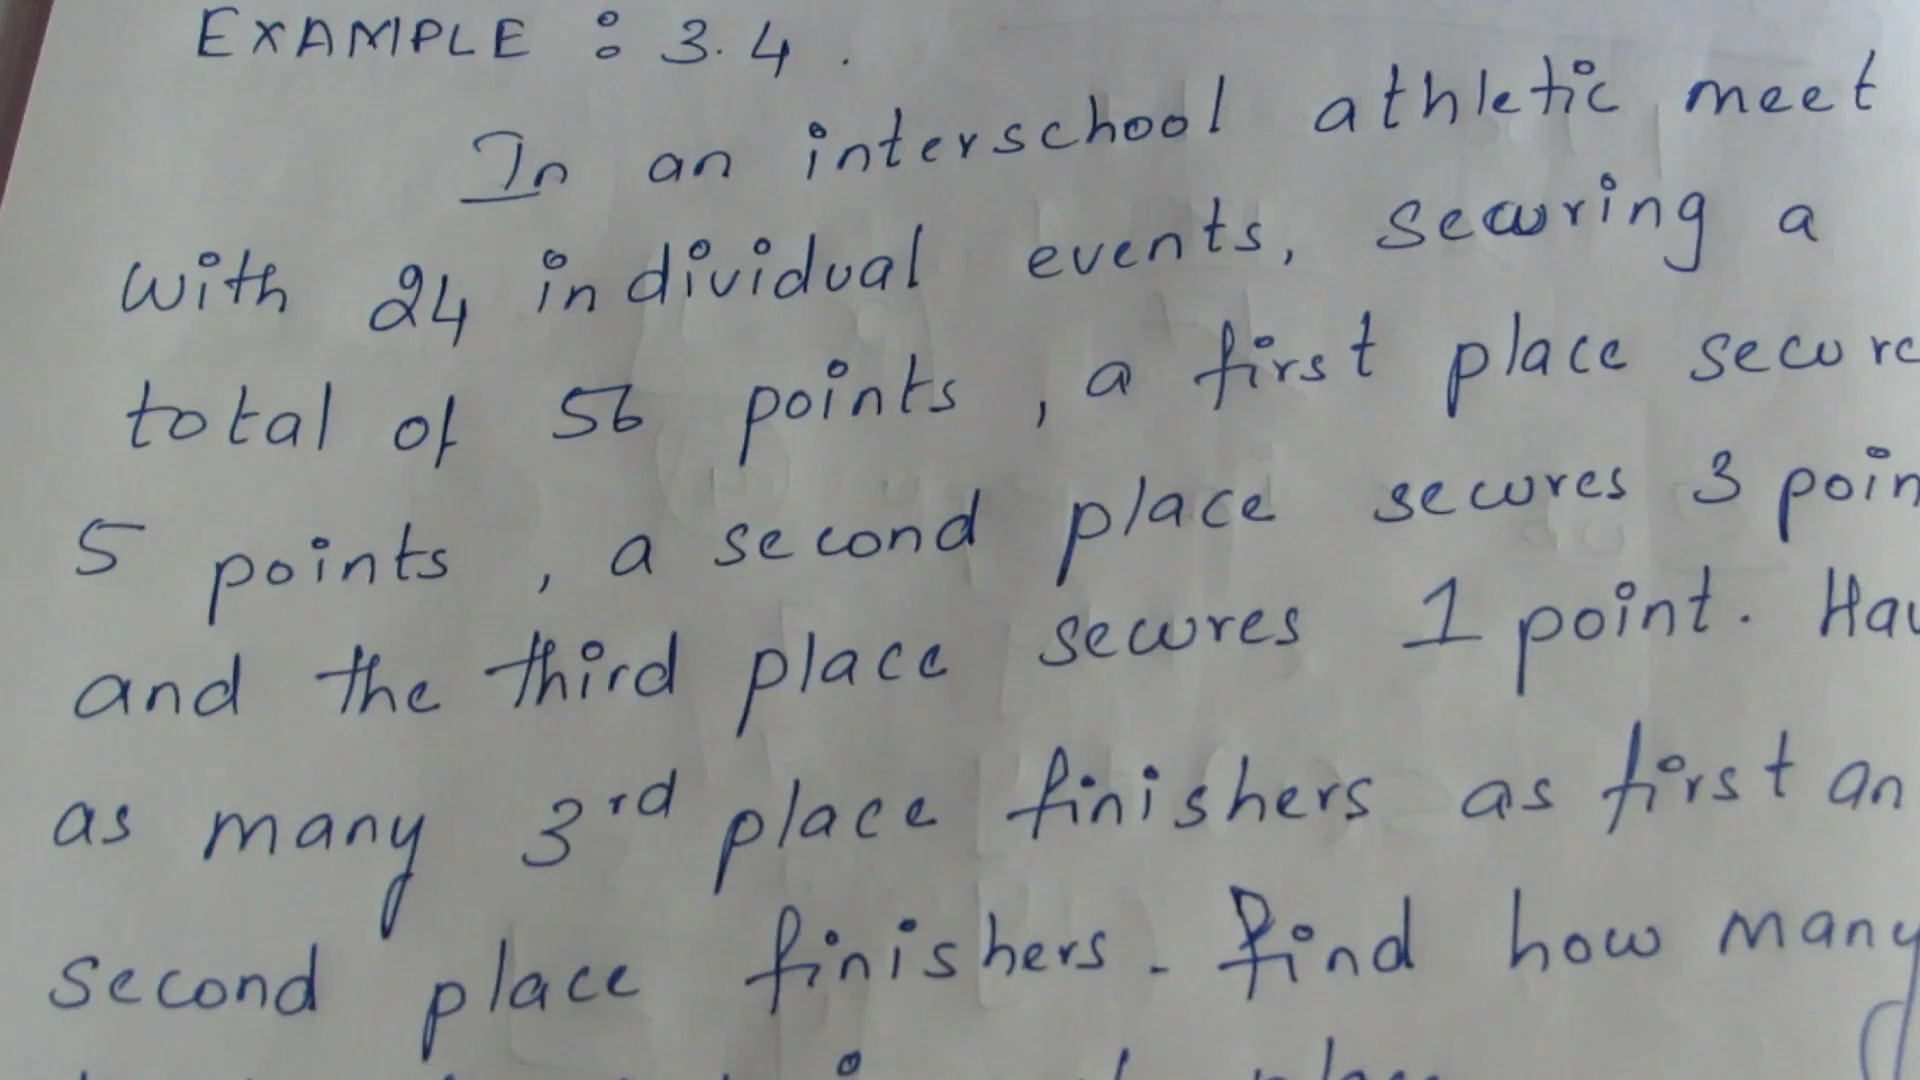 EXAMPLE : 3.4.
In an interschool athletic meet
with 24 individual events, securing a
total of 56 points, a first place secure
5 points, a second place secures 3 poin
and the third place secures 1 point. Hav
as many 3rd place finishers as first an
second place finishers. Find how many